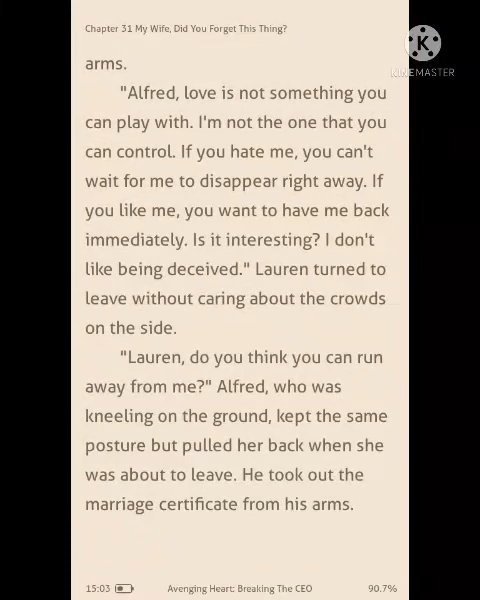 Chapter 31 My Wife, Did You Forget This Thing?
KINEMASTER
arms.
"Alfred, love is not something you
can play with. I'm not the one that you
can control. If you hate me, you can't
wait for me to disappear right away. If
you like me, you want to have me back
immediately. Is it interesting? I don't
like being deceived." Lauren turned to
leave without caring about the crowds
on the side.
"Lauren, do you think you can run
away from me?" Alfred, who was
kneeling on the ground, kept the same
posture but pulled her back when she
was about to leave. He took out the
marriage certificate from his arms.
15:03 Avenging Heart: Breaking The CEO 90.7%